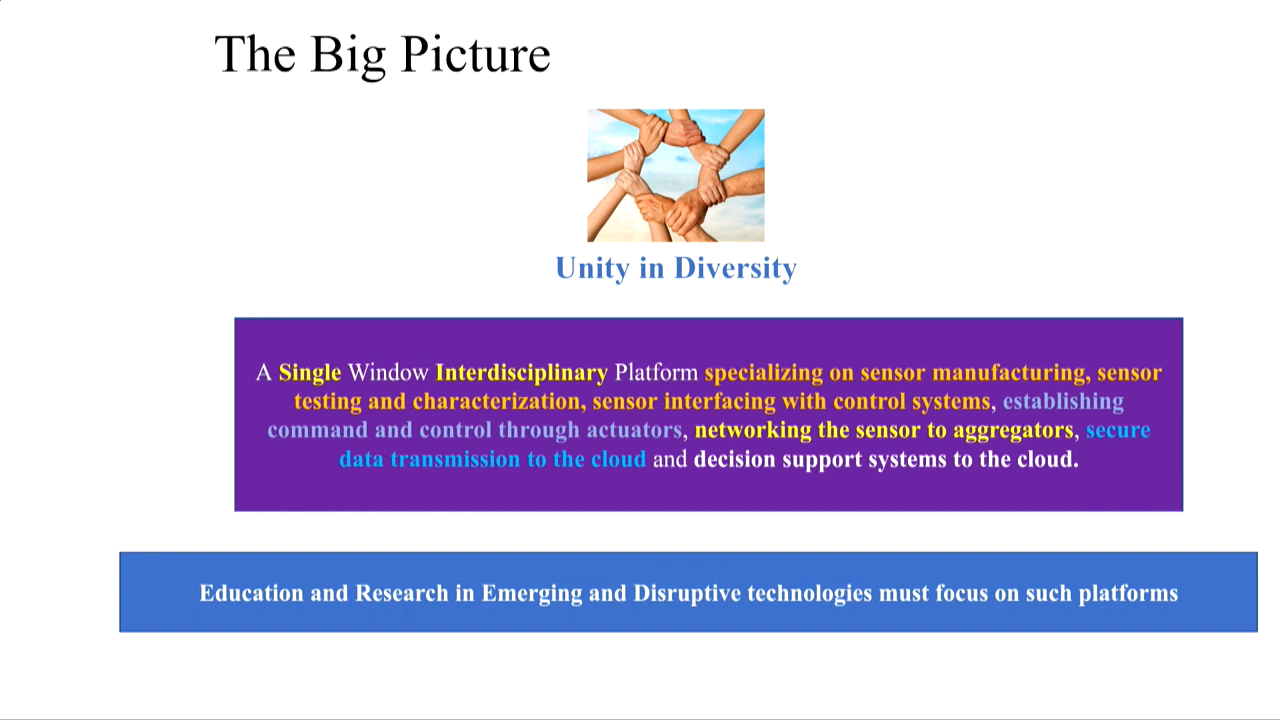 The Big Picture
Unity in Diversity
A Single Window Interdisciplinary Platform specializing on sensor manufacturing, sensor
testing and characterization, sensor interfacing with control systems, establishing
command and control through actuators, networking the sensor to aggregators, secure
data transmission to the cloud and decision support systems to the cloud.
Education and Research in Emerging and Disruptive technologies must focus on such platforms